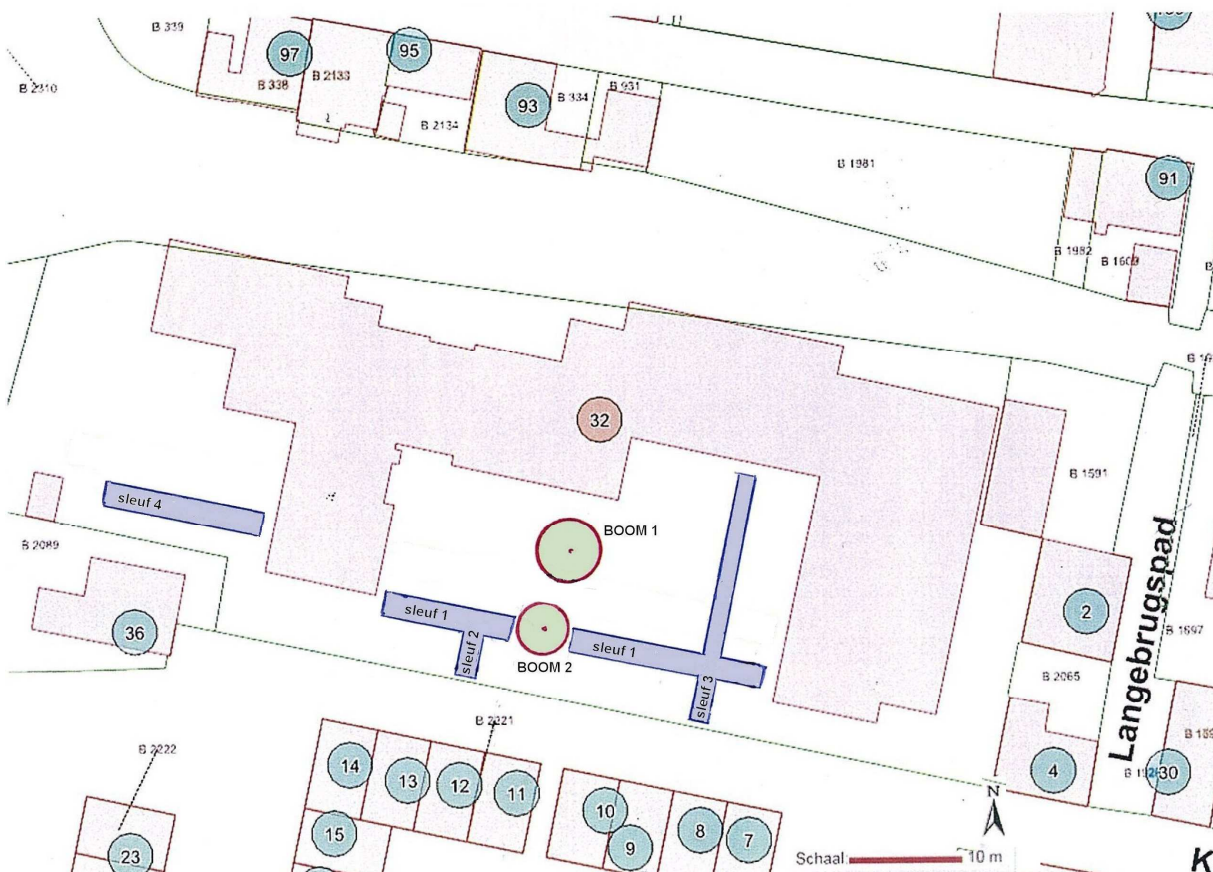 B 339
97
95
B 2310
B 338
B 2133
B 2134
93
B 934
B 931
B 1981
91
B 1982
B 1609
32
B 1591
sleuf 4
BOOM 1
B 2089
36
sleuf 1
sleuf 2
BOOM 2
sleuf 1
sleuf 3
2
B 1697
B 2065
Langebrugspad
B 2321
B 2222
14
13
12
11
10
9
8
7
15
23
4
30
N
Schaal
10 m
K